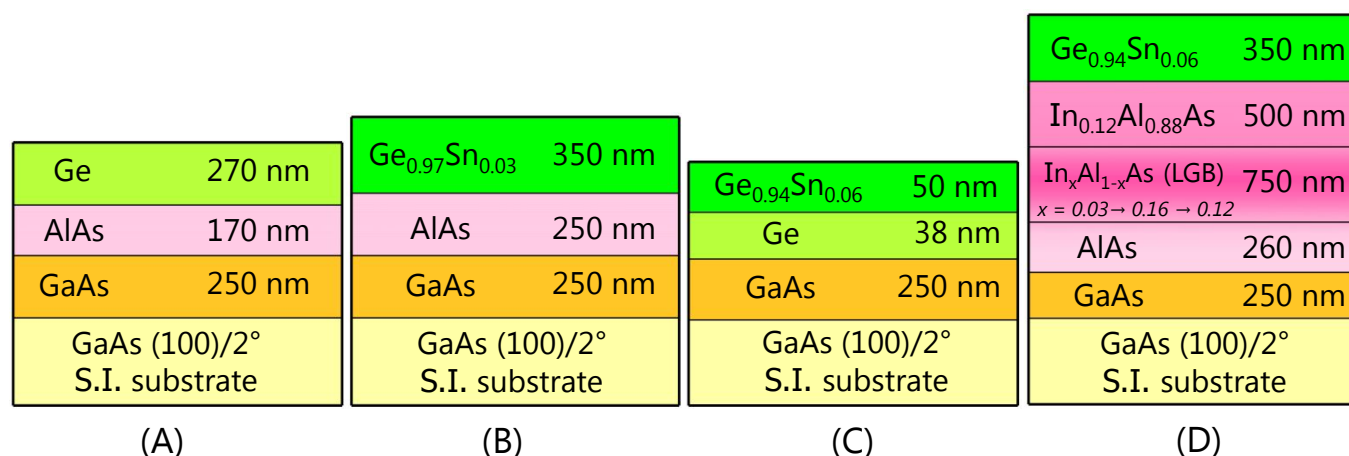 Ge 270 nm
AlAs 170 nm
GaAs 250 nm
GaAs (100)/2°
S.I. substrate
(A)
Ge₀.₉₇Sn₀.₀₃ 350 nm
AlAs 250 nm
GaAs 250 nm
GaAs (100)/2°
S.I. substrate
(B)
Ge₀.₉₄Sn₀.₀₆ 50 nm
Ge 38 nm
GaAs 250 nm
GaAs (100)/2°
S.I. substrate
(C)
Ge₀.₉₄Sn₀.₀₆ 350 nm
In₀.₁₂Al₀.₈₈As 500 nm
InₓAl₁₋ₓAs (LGB) 750 nm
x = 0.03→ 0.16 → 0.12
AlAs 260 nm
GaAs 250 nm
GaAs (100)/2°
S.I. substrate
(D)